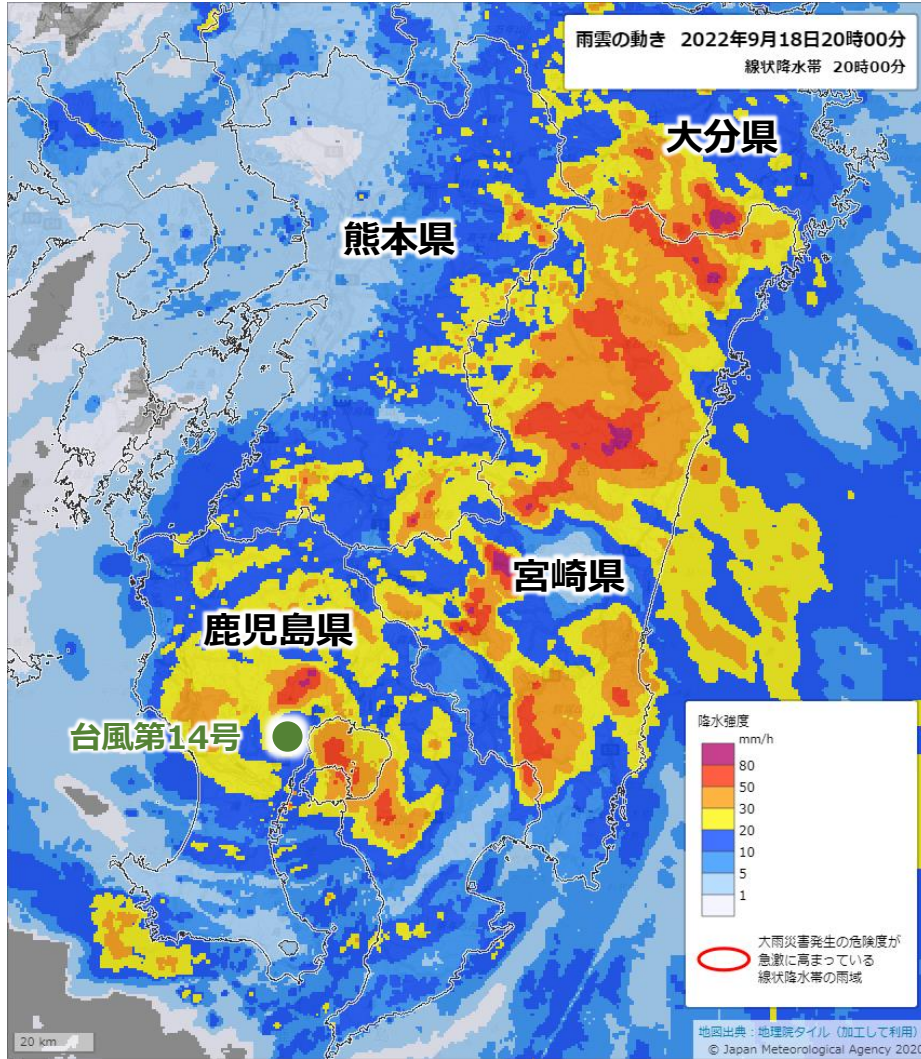 雨雲の動き 2022年9月18日20時00分
線状降水帯 20時00分
大分県
熊本県
宮崎県
鹿児島県
台風第14号
降水強度
mm/h
80
50
30
20
10
5
1
大雨災害発生の危険度が
急激に高まっている
線状降水帯の雨域
20 km
地図出典：地理院タイル（加工して利用）
© Japan Meteorological Agency 202